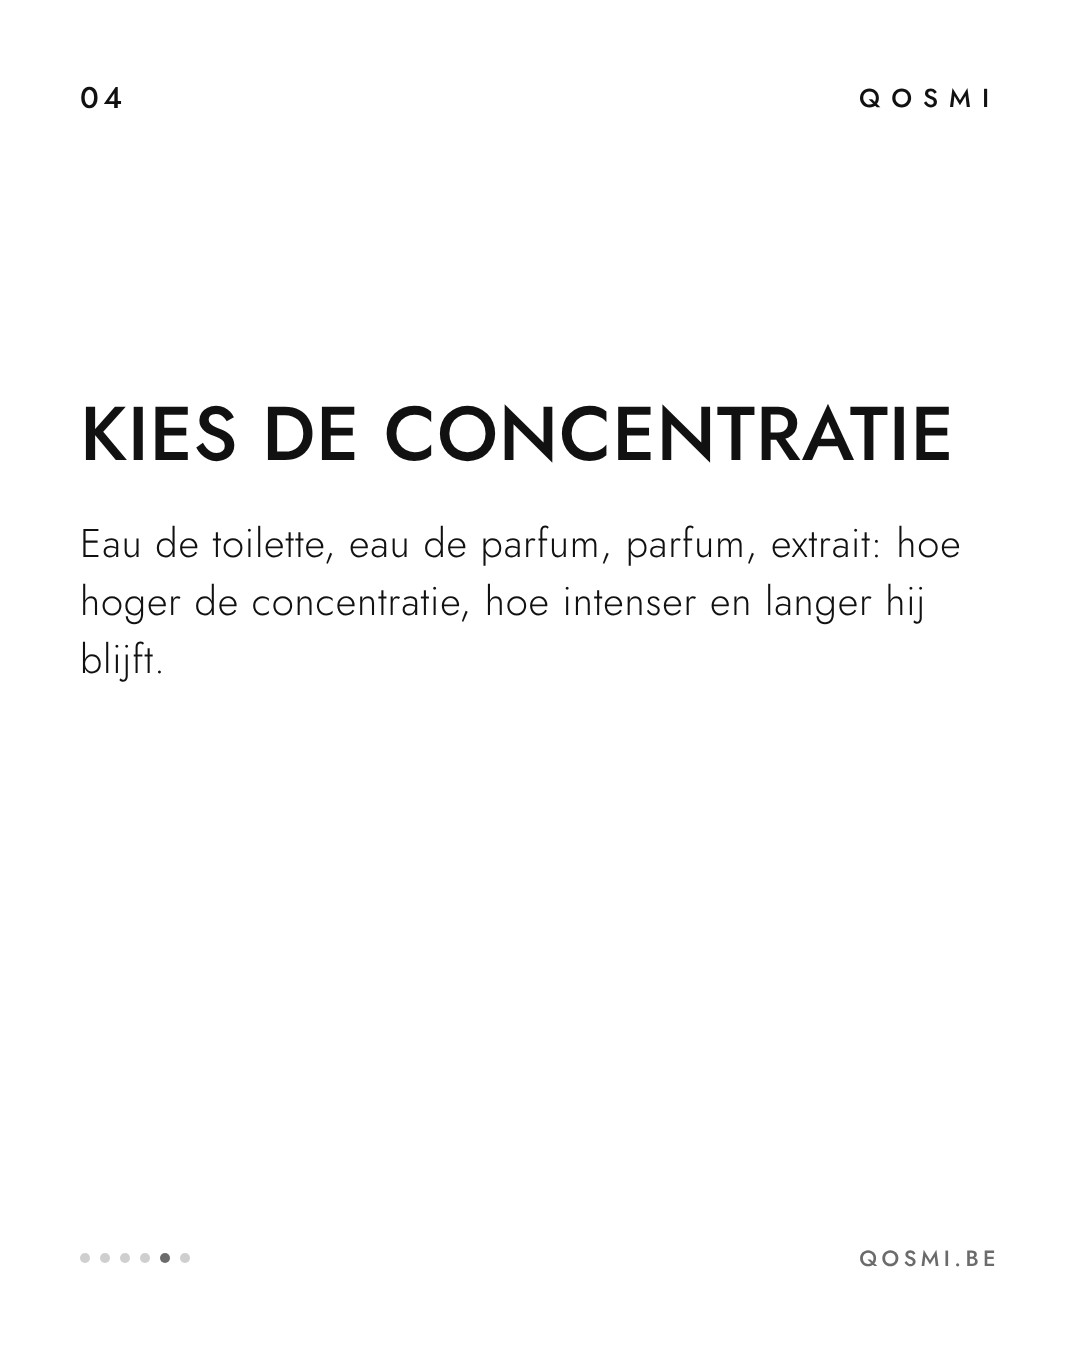 04
QOSMI
KIES DE CONCENTRATIE
Eau de toilette, eau de parfum, parfum, extrait: hoe
hoger de concentratie, hoe intenser en langer hij
blijft.
QOSMI.BE